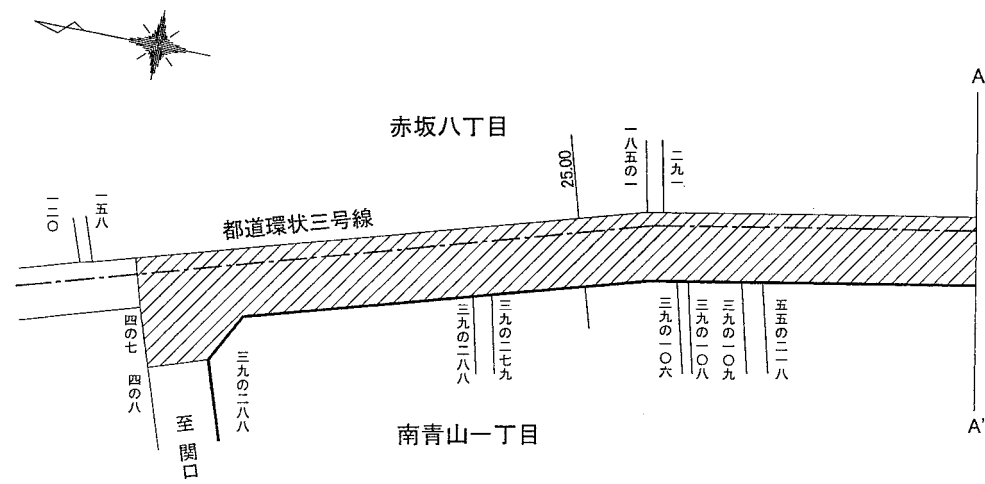 赤坂八丁目
A
一二〇
一五八
都道環状三号線
25.00
一八五の一
二九一
四の七
四の八
三九の二八八
三九の二八八
三九の二七九
三九の一〇六
三九の一〇八
三九の一〇九
五五の二一八
至 関口
南青山一丁目
A'